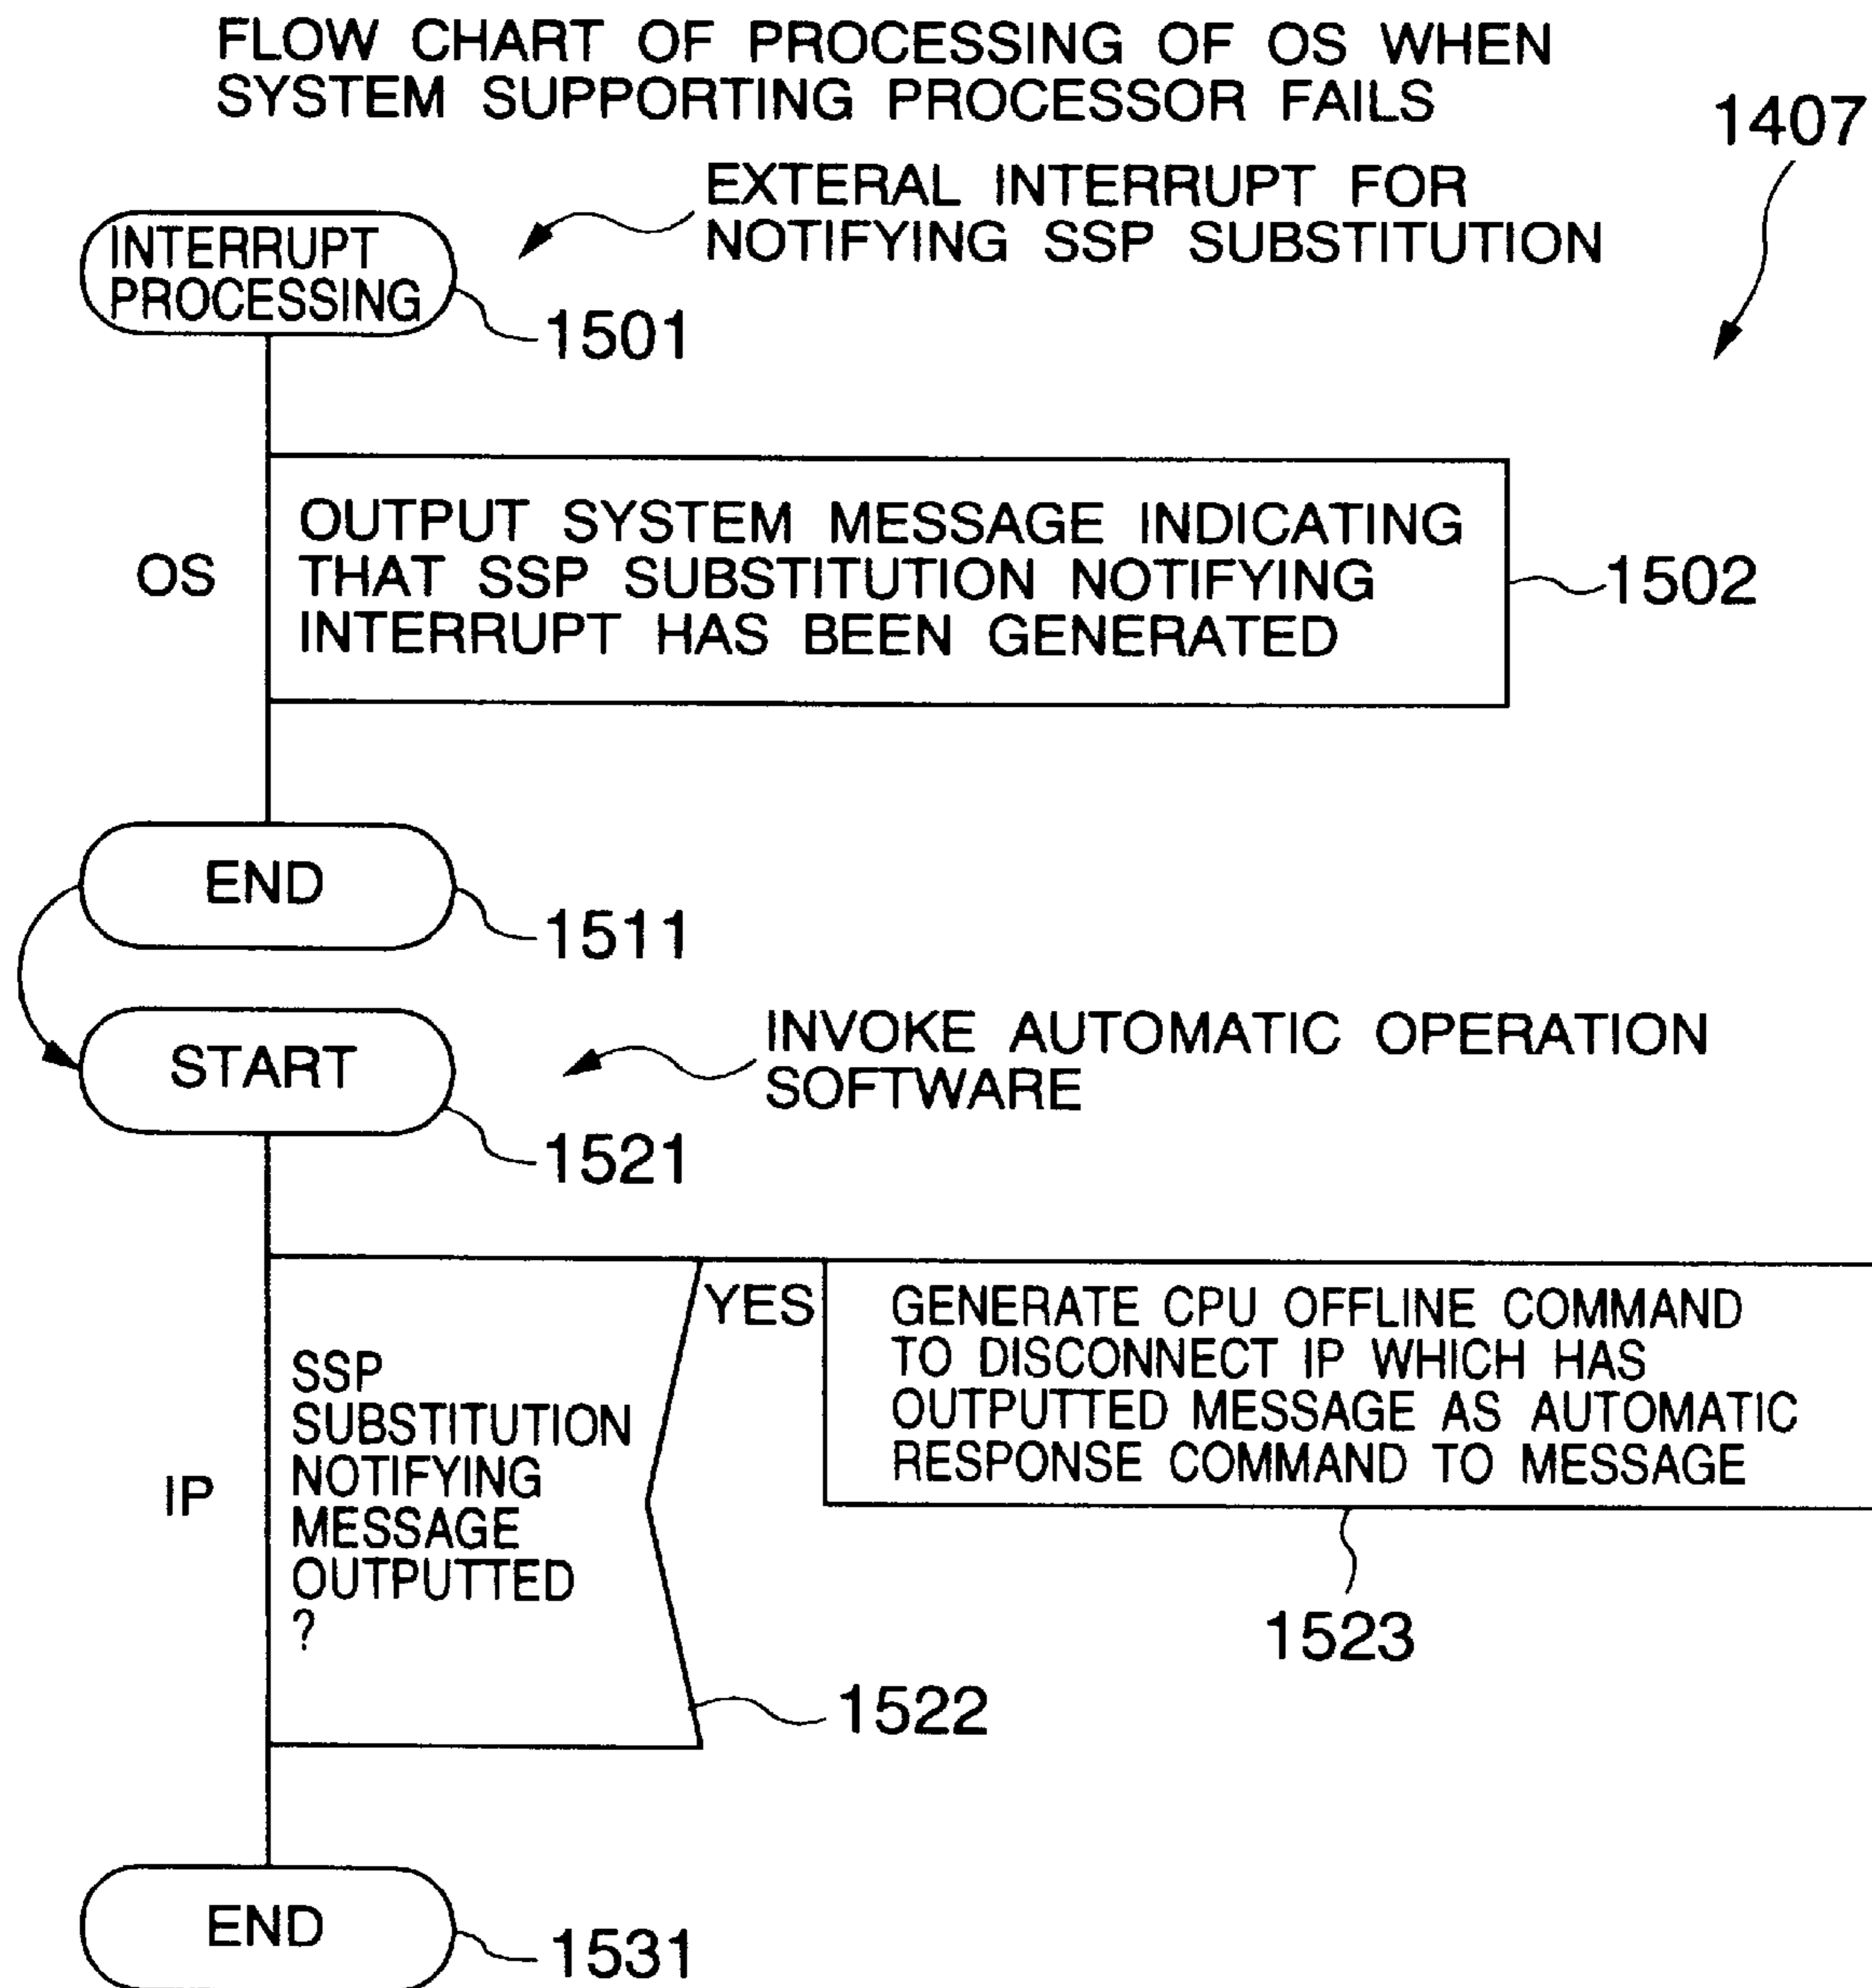 FLOW CHART OF PROCESSING OF OS WHEN
SYSTEM SUPPORTING PROCESSOR FAILS
1407
EXTERAL INTERRUPT FOR
NOTIFYING SSP SUBSTITUTION
INTERRUPT
PROCESSING
1501
OS
OUTPUT SYSTEM MESSAGE INDICATING
THAT SSP SUBSTITUTION NOTIFYING
INTERRUPT HAS BEEN GENERATED
1502
END
1511
START
INVOKE AUTOMATIC OPERATION
SOFTWARE
1521
IP
SSP
SUBSTITUTION
NOTIFYING
MESSAGE
OUTPUTTED
?
YES
GENERATE CPU OFFLINE COMMAND
TO DISCONNECT IP WHICH HAS
OUTPUTTED MESSAGE AS AUTOMATIC
RESPONSE COMMAND TO MESSAGE
1523
1522
END
1531